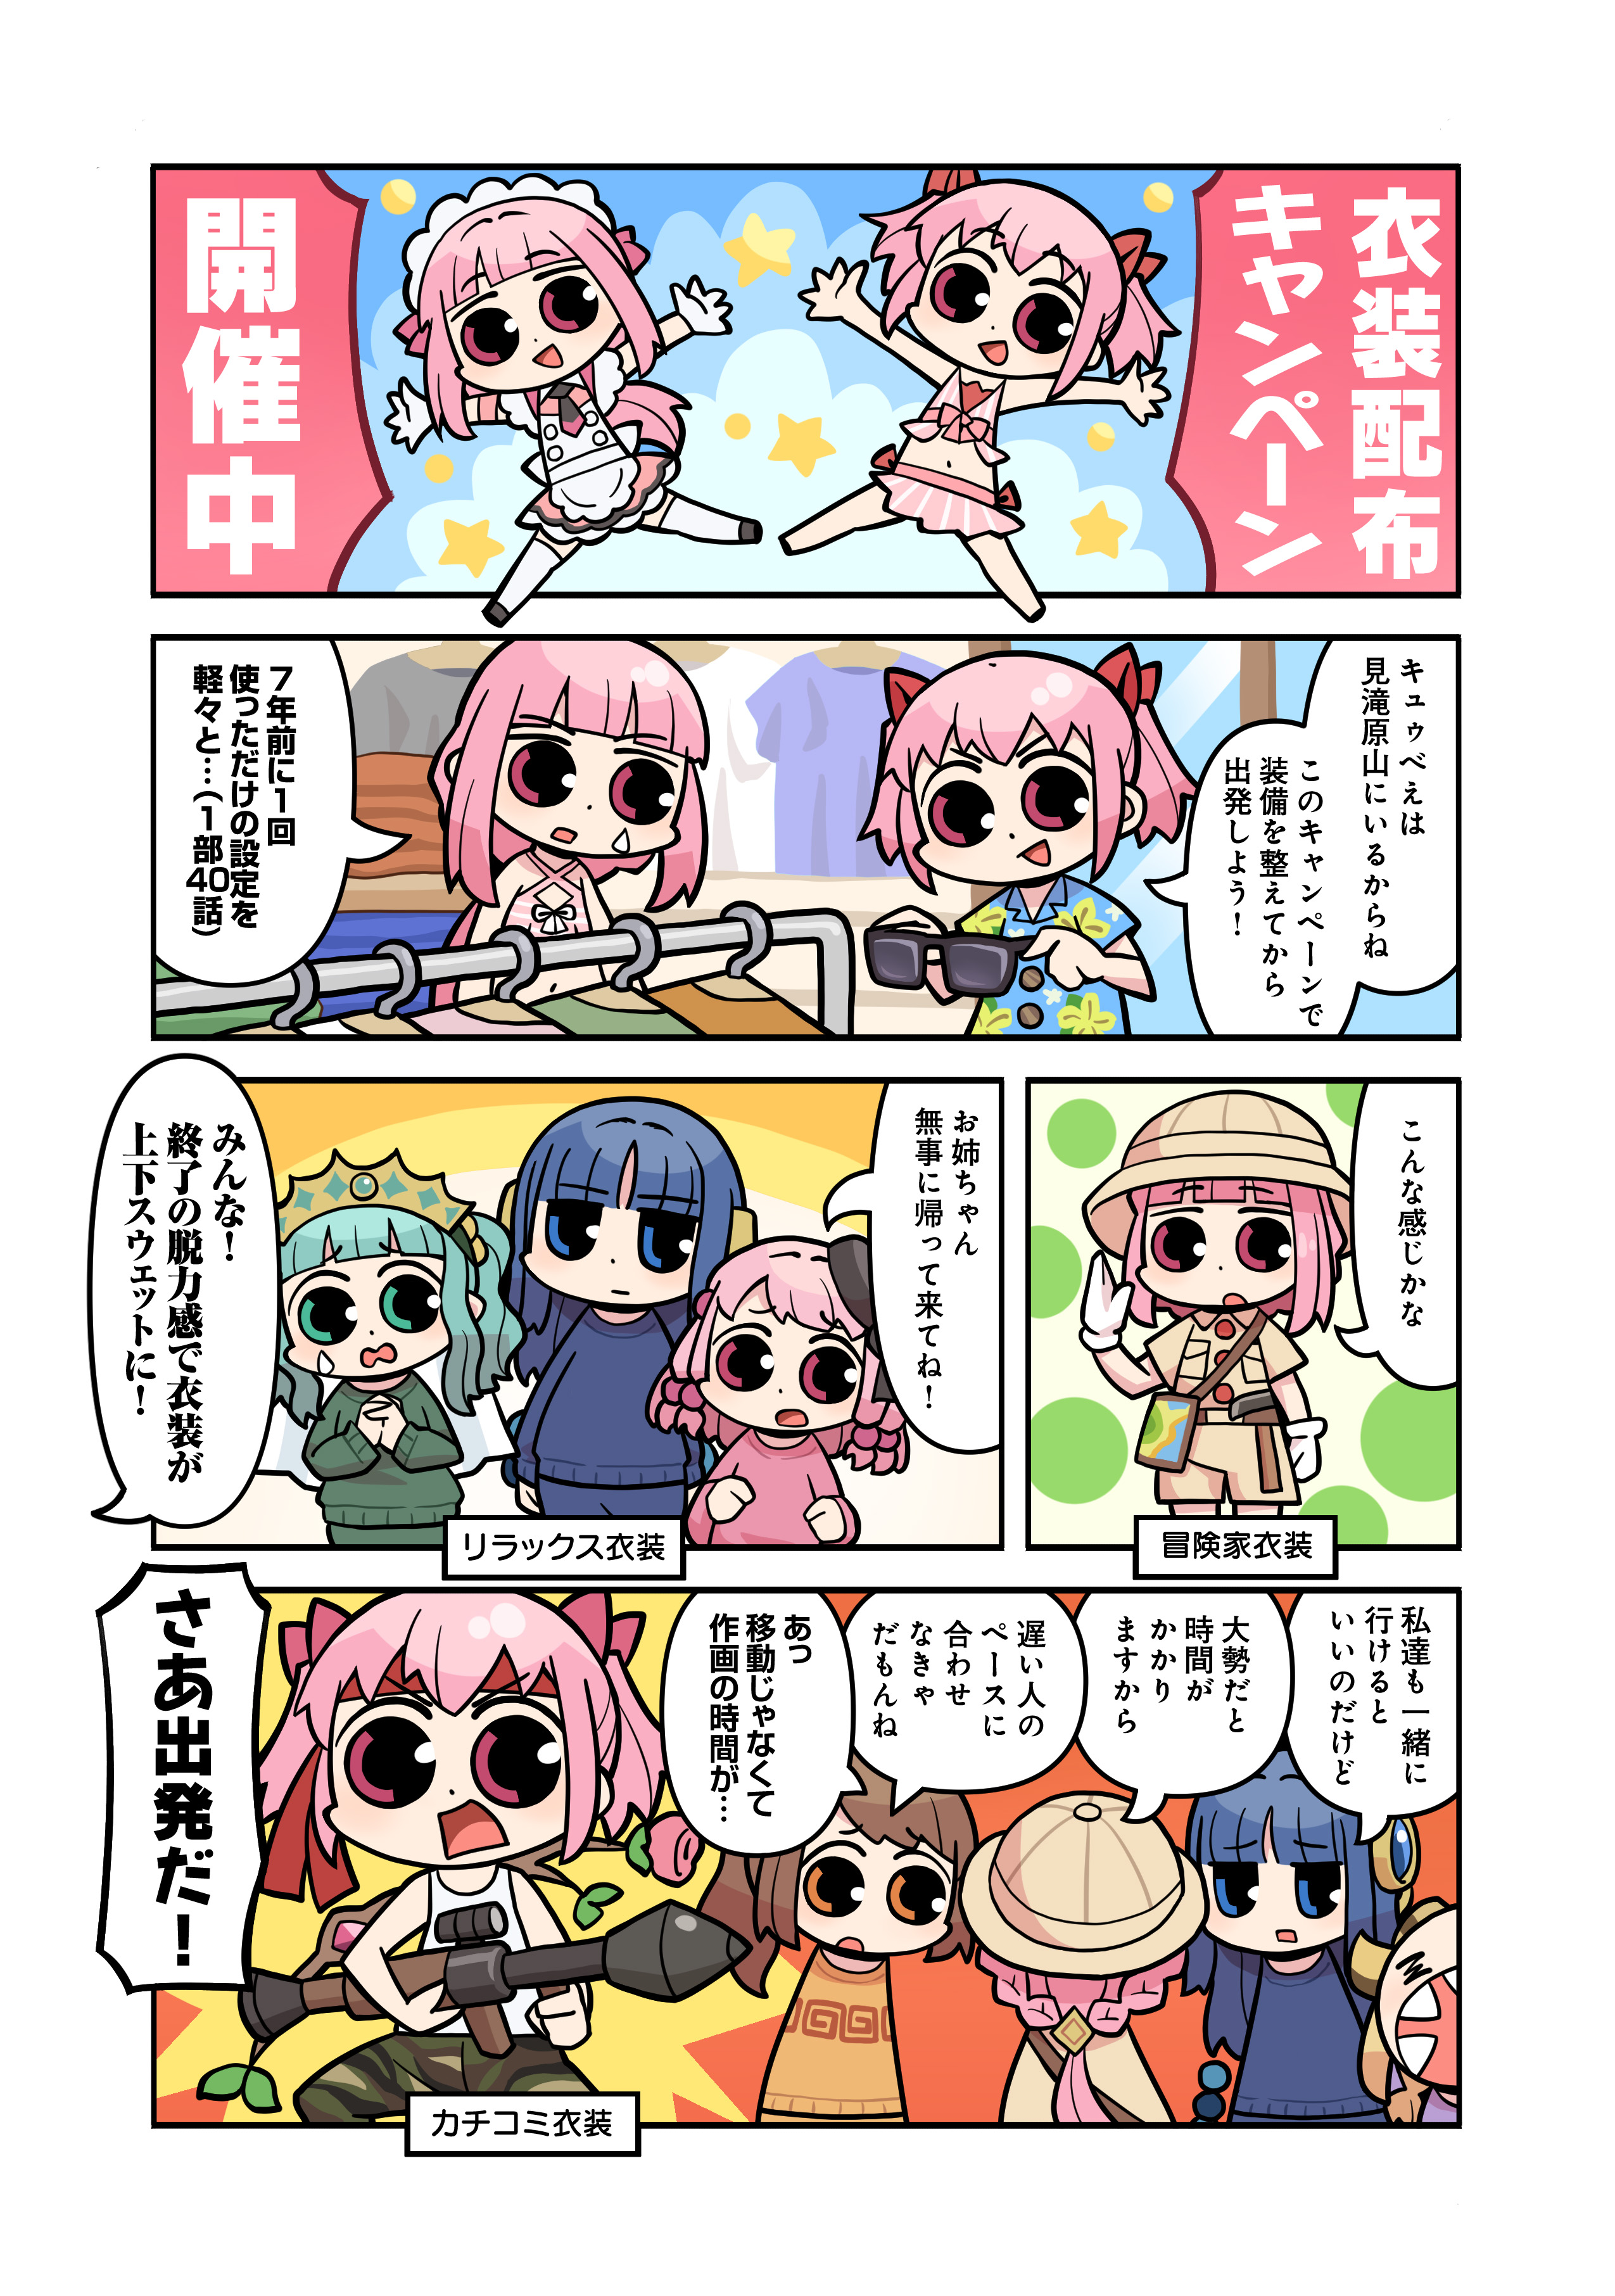 衣装配布
キャンペーン
開催中
キュゥべえは
見滝原山にいるからね
このキャンペーンで
装備を整えてから
出発しよう!
7年前に1回
使っただけの設定を
軽々と…(1部40話)
こんな感じかな
冒険家衣装
お姉ちゃん
無事に帰って来てね!
みんな!
終了の脱力感で衣装が
上下スウェットに!
リラックス衣装
私達も一緒に
行けると
いいのだけど
大勢だと
時間が
かかり
ますから
遅い人の
ペースに
合わせ
なきゃ
だもんね
あっ
移動じゃなくて
作画の時間が…
さあ出発だ!
カチコミ衣装